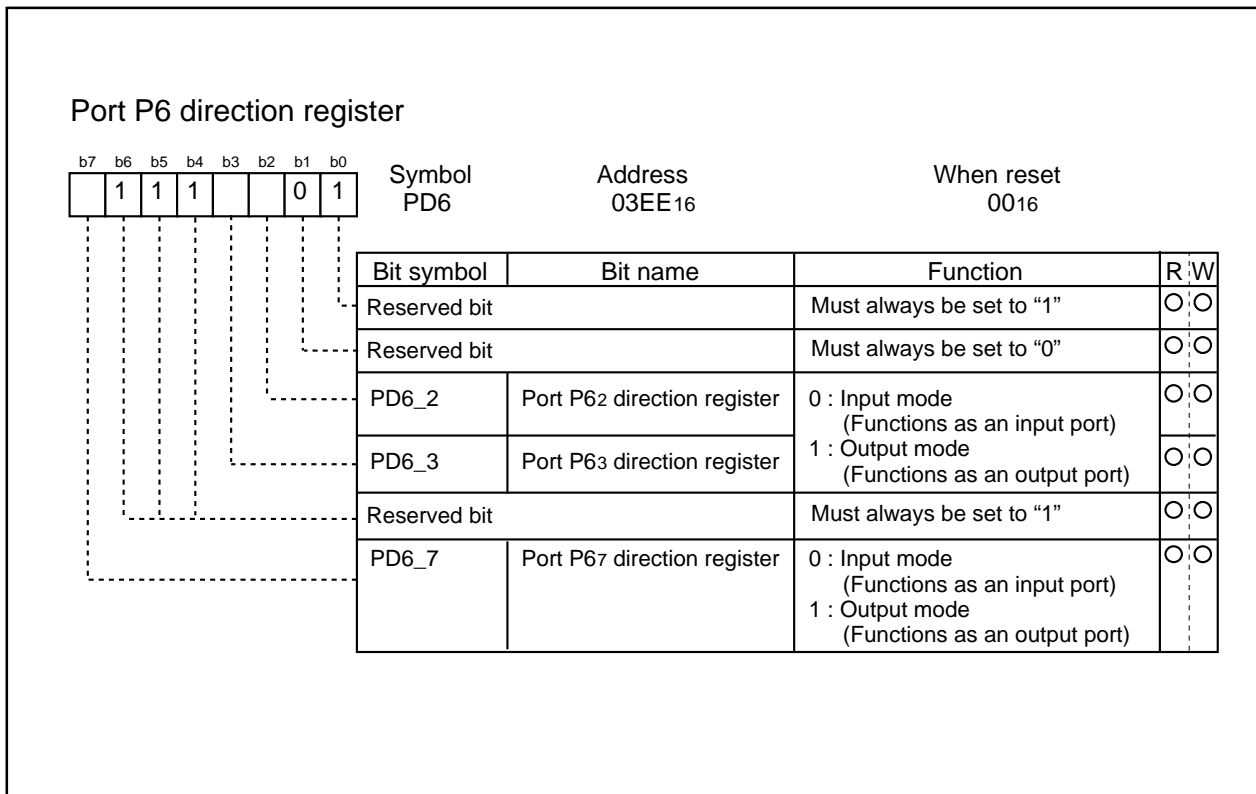 Port P6 direction register
b7 b6 b5 b4 b3 b2 b1 b0
1 1 1 0 1
Symbol Address When reset
PD6 03EE16 0016
Bit symbol Bit name Function R W
Reserved bit Must always be set to “1”
Reserved bit Must always be set to “0”
PD6_2 Port P62 direction register 0 : Input mode
(Functions as an input port)
PD6_3 Port P63 direction register 1 : Output mode
(Functions as an output port)
Reserved bit Must always be set to “1”
PD6_7 Port P67 direction register 0 : Input mode
(Functions as an input port)
1 : Output mode
(Functions as an output port)